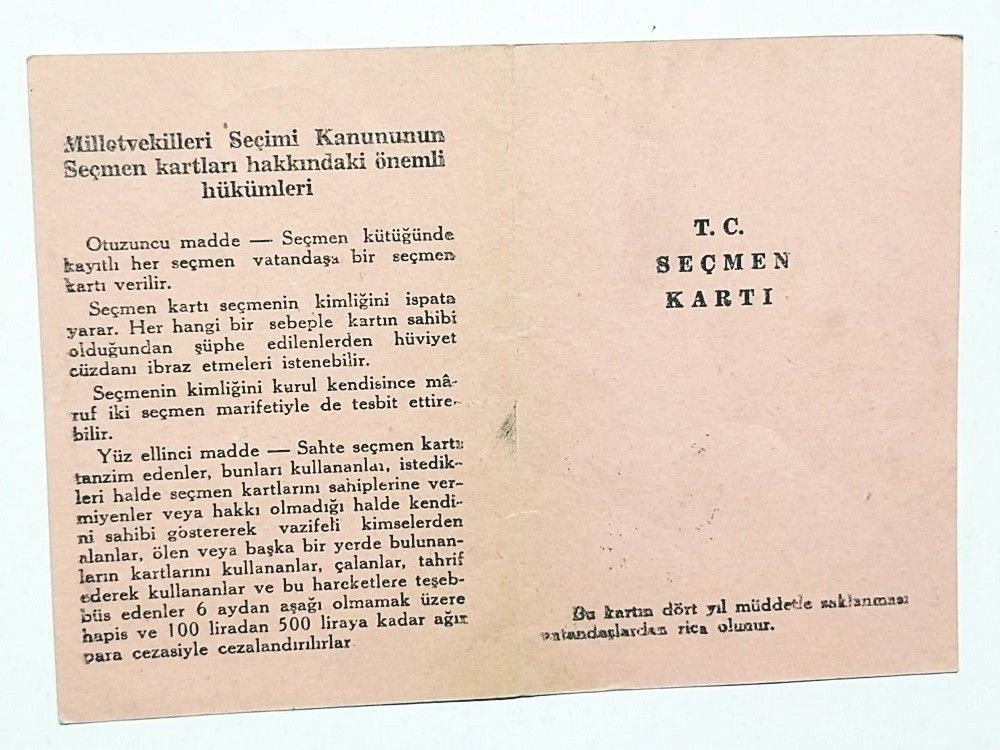 Milletvekilleri Seçimi Kanununun
Seçmen kartları hakkındaki önemli
hükümleri
Otuzuncu madde — Seçmen kütüğünde
kayıtlı her seçmen vatandaşa bir seçmen
kartı verilir.
Seçmen kartı seçmenin kimliğini ispata
yarar. Her hangi bir sebeple kartın sahibi
olduğundan şüphe edilenlerden hüviyet
cüzdanı ibraz etmeleri istenebilir.
Seçmenin kimliğini kurul kendisince mâ-
ruf iki seçmen marifetiyle de tesbit ettire-
bilir.
Yüz ellinci madde — Sahte seçmen kartı
tanzim edenler, bunları kullananlar, istedik-
leri halde seçmen kartlarını sahiplerine ver-
miyenler veya hakkı olmadığı halde kendi-
ni sahibi göstererek vazifeli kimselerden
alanlar, ölen veya başka bir yerde bulunan-
ların kartlarını kullananlar, çalanlar, tahrif
ederek kullananlar ve bu hareketlere teşeb-
büs edenler 6 aydan aşağı olmamak üzere
hapis ve 100 liradan 500 liraya kadar ağır
para cezasiyle cezalandırılırlar
T. C.
SEÇMEN
KARTI
Bu kartın dört yıl müddetle saklanması
vatandaşlardan rica olunur.